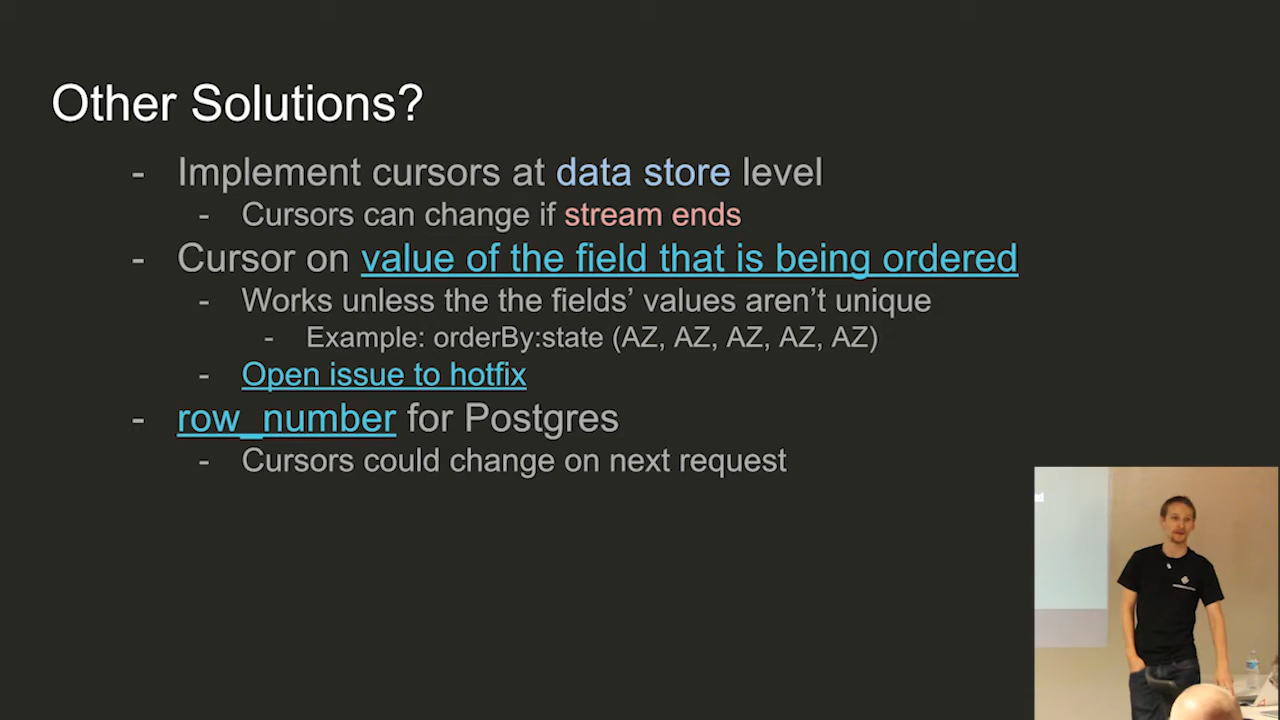 Other Solutions?
- Implement cursors at data store level
- Cursors can change if stream ends
- Cursor on value of the field that is being ordered
- Works unless the the fields’ values aren’t unique
- Example: orderBy:state (AZ, AZ, AZ, AZ, AZ)
- Open issue to hotfix
- row_number for Postgres
- Cursors could change on next request